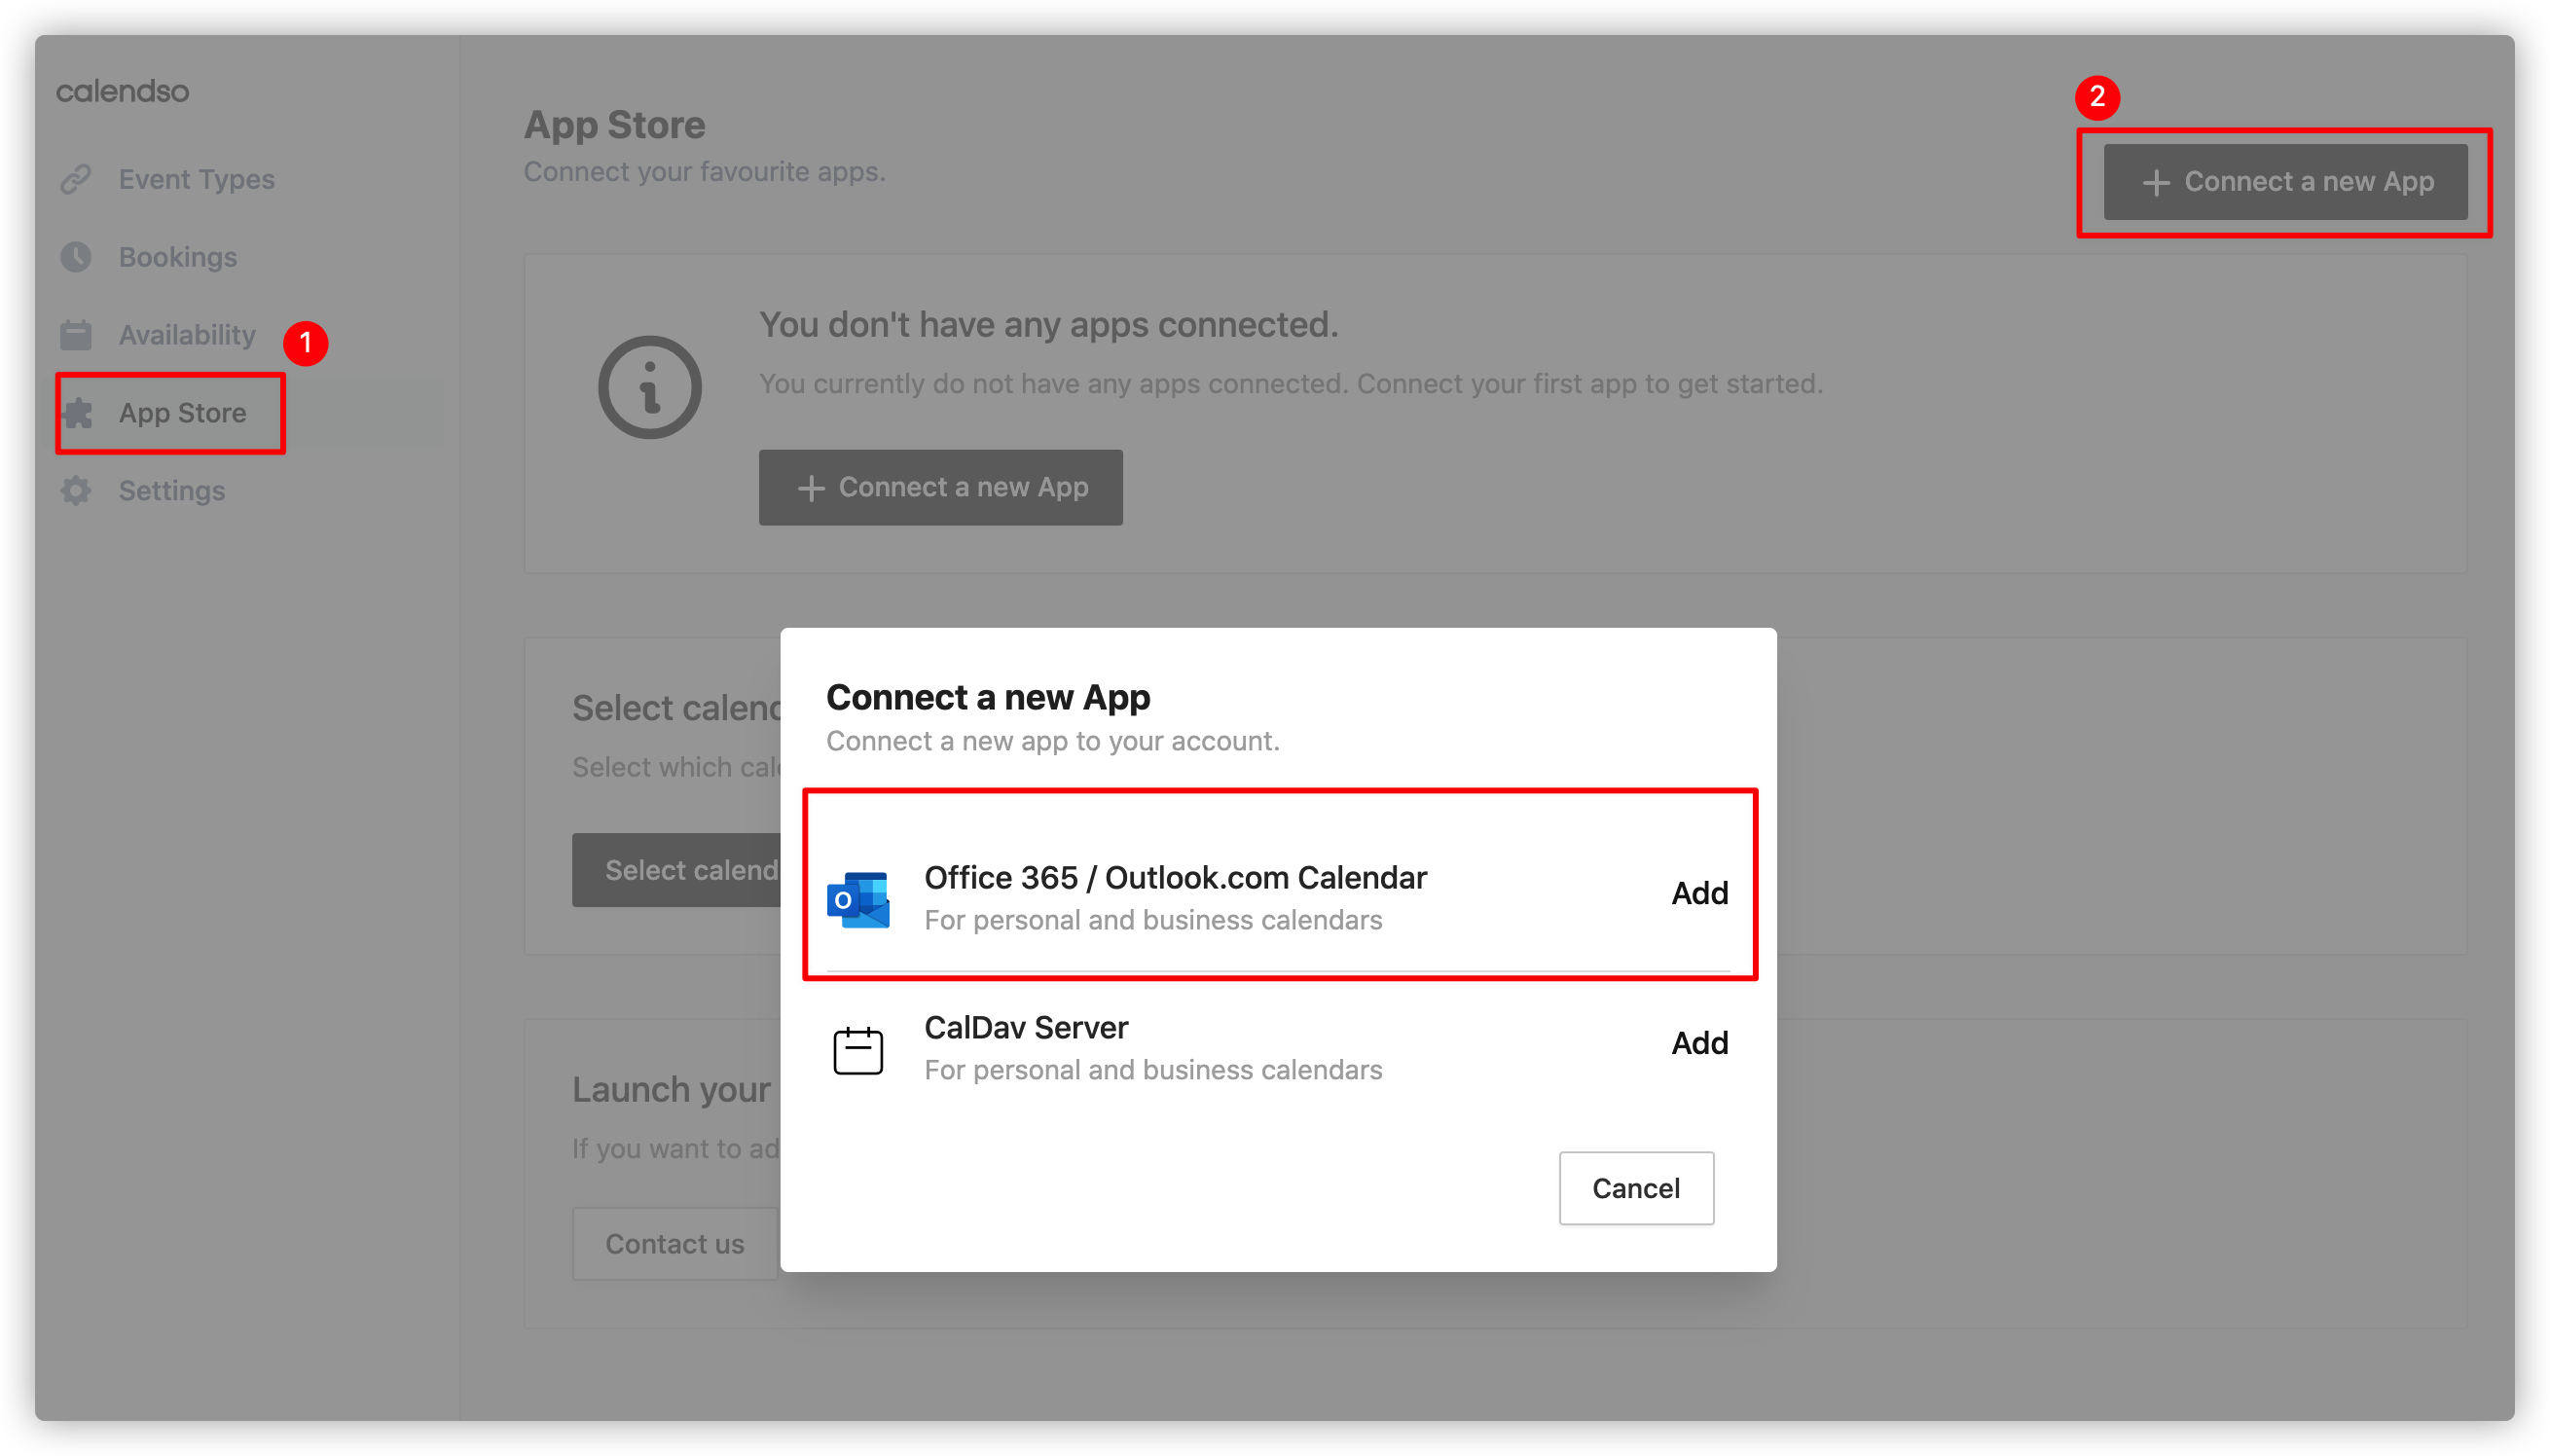 calendso
Event Types
Bookings
Availability
1
App Store
Settings
App Store
Connect your favourite apps.
2
Connect a new App
You don't have any apps connected.
You currently do not have any apps connected. Connect your first app to get started.
Connect a new App
Select calend
Select which cal
Select calend
Launch your
If you want to ad
Contact us
Connect a new App
Connect a new app to your account.
Office 365 / Outlook.com Calendar
For personal and business calendars
Add
CalDav Server
For personal and business calendars
Add
Cancel